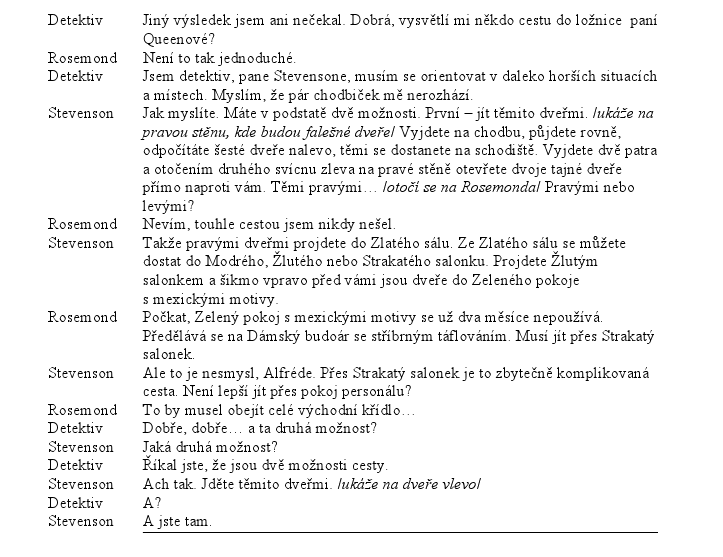 Detektiv Jiný výsledek jsem ani nečekal. Dobrá, vysvětlí mi někdo cestu do ložnice paní
Queenové?
Rosemond Není to tak jednoduché.
Detektiv Jsem detektiv, pane Stevensone, musím se orientovat v daleko horších situacích
a místech. Myslím, že pár chodbiček mě nerozhází.
Stevenson Jak myslíte. Máte v podstatě dvě možnosti. První – jít těmito dveřmi. /ukáže na
pravou stěnu, kde budou falešné dveře/ Vyjdete na chodbu, půjdete rovně,
odpočítáte šesté dveře nalevo, těmi se dostanete na schodiště. Vyjdete dvě patra
a otočením druhého svícnu zleva na pravé stěně otevřete dvoje tajné dveře
přímo naproti vám. Těmi pravými… /otočí se na Rosemonda/ Pravými nebo
levými?
Rosemond Nevím, touhle cestou jsem nikdy nešel.
Stevenson Takže pravými dveřmi projdete do Zlatého sálu. Ze Zlatého sálu se můžete
dostat do Modrého, Žlutého nebo Strakatého salonku. Projdete Žlutým
salonkem a šikmo vpravo před vámi jsou dveře do Zeleného pokoje
s mexickými motivy.
Rosemond Počkat, Zelený pokoj s mexickými motivy se už dva měsíce nepoužívá.
Předělává se na Dámský budoár se stříbrným táflováním. Musí jít přes Strakatý
salonek.
Stevenson Ale to je nesmysl, Alfréde. Přes Strakatý salonek je to zbytečně komplikovaná
cesta. Není lepší jít přes pokoj personálu?
Rosemond To by musel obejít celé východní křídlo…
Detektiv Dobře, dobře… a ta druhá možnost?
Stevenson Jaká druhá možnost?
Detektiv Říkal jste, že jsou dvě možnosti cesty.
Stevenson Ach tak. Jděte těmito dveřmi. /ukáže na dveře vlevo/
Detektiv A?
Stevenson A jste tam.